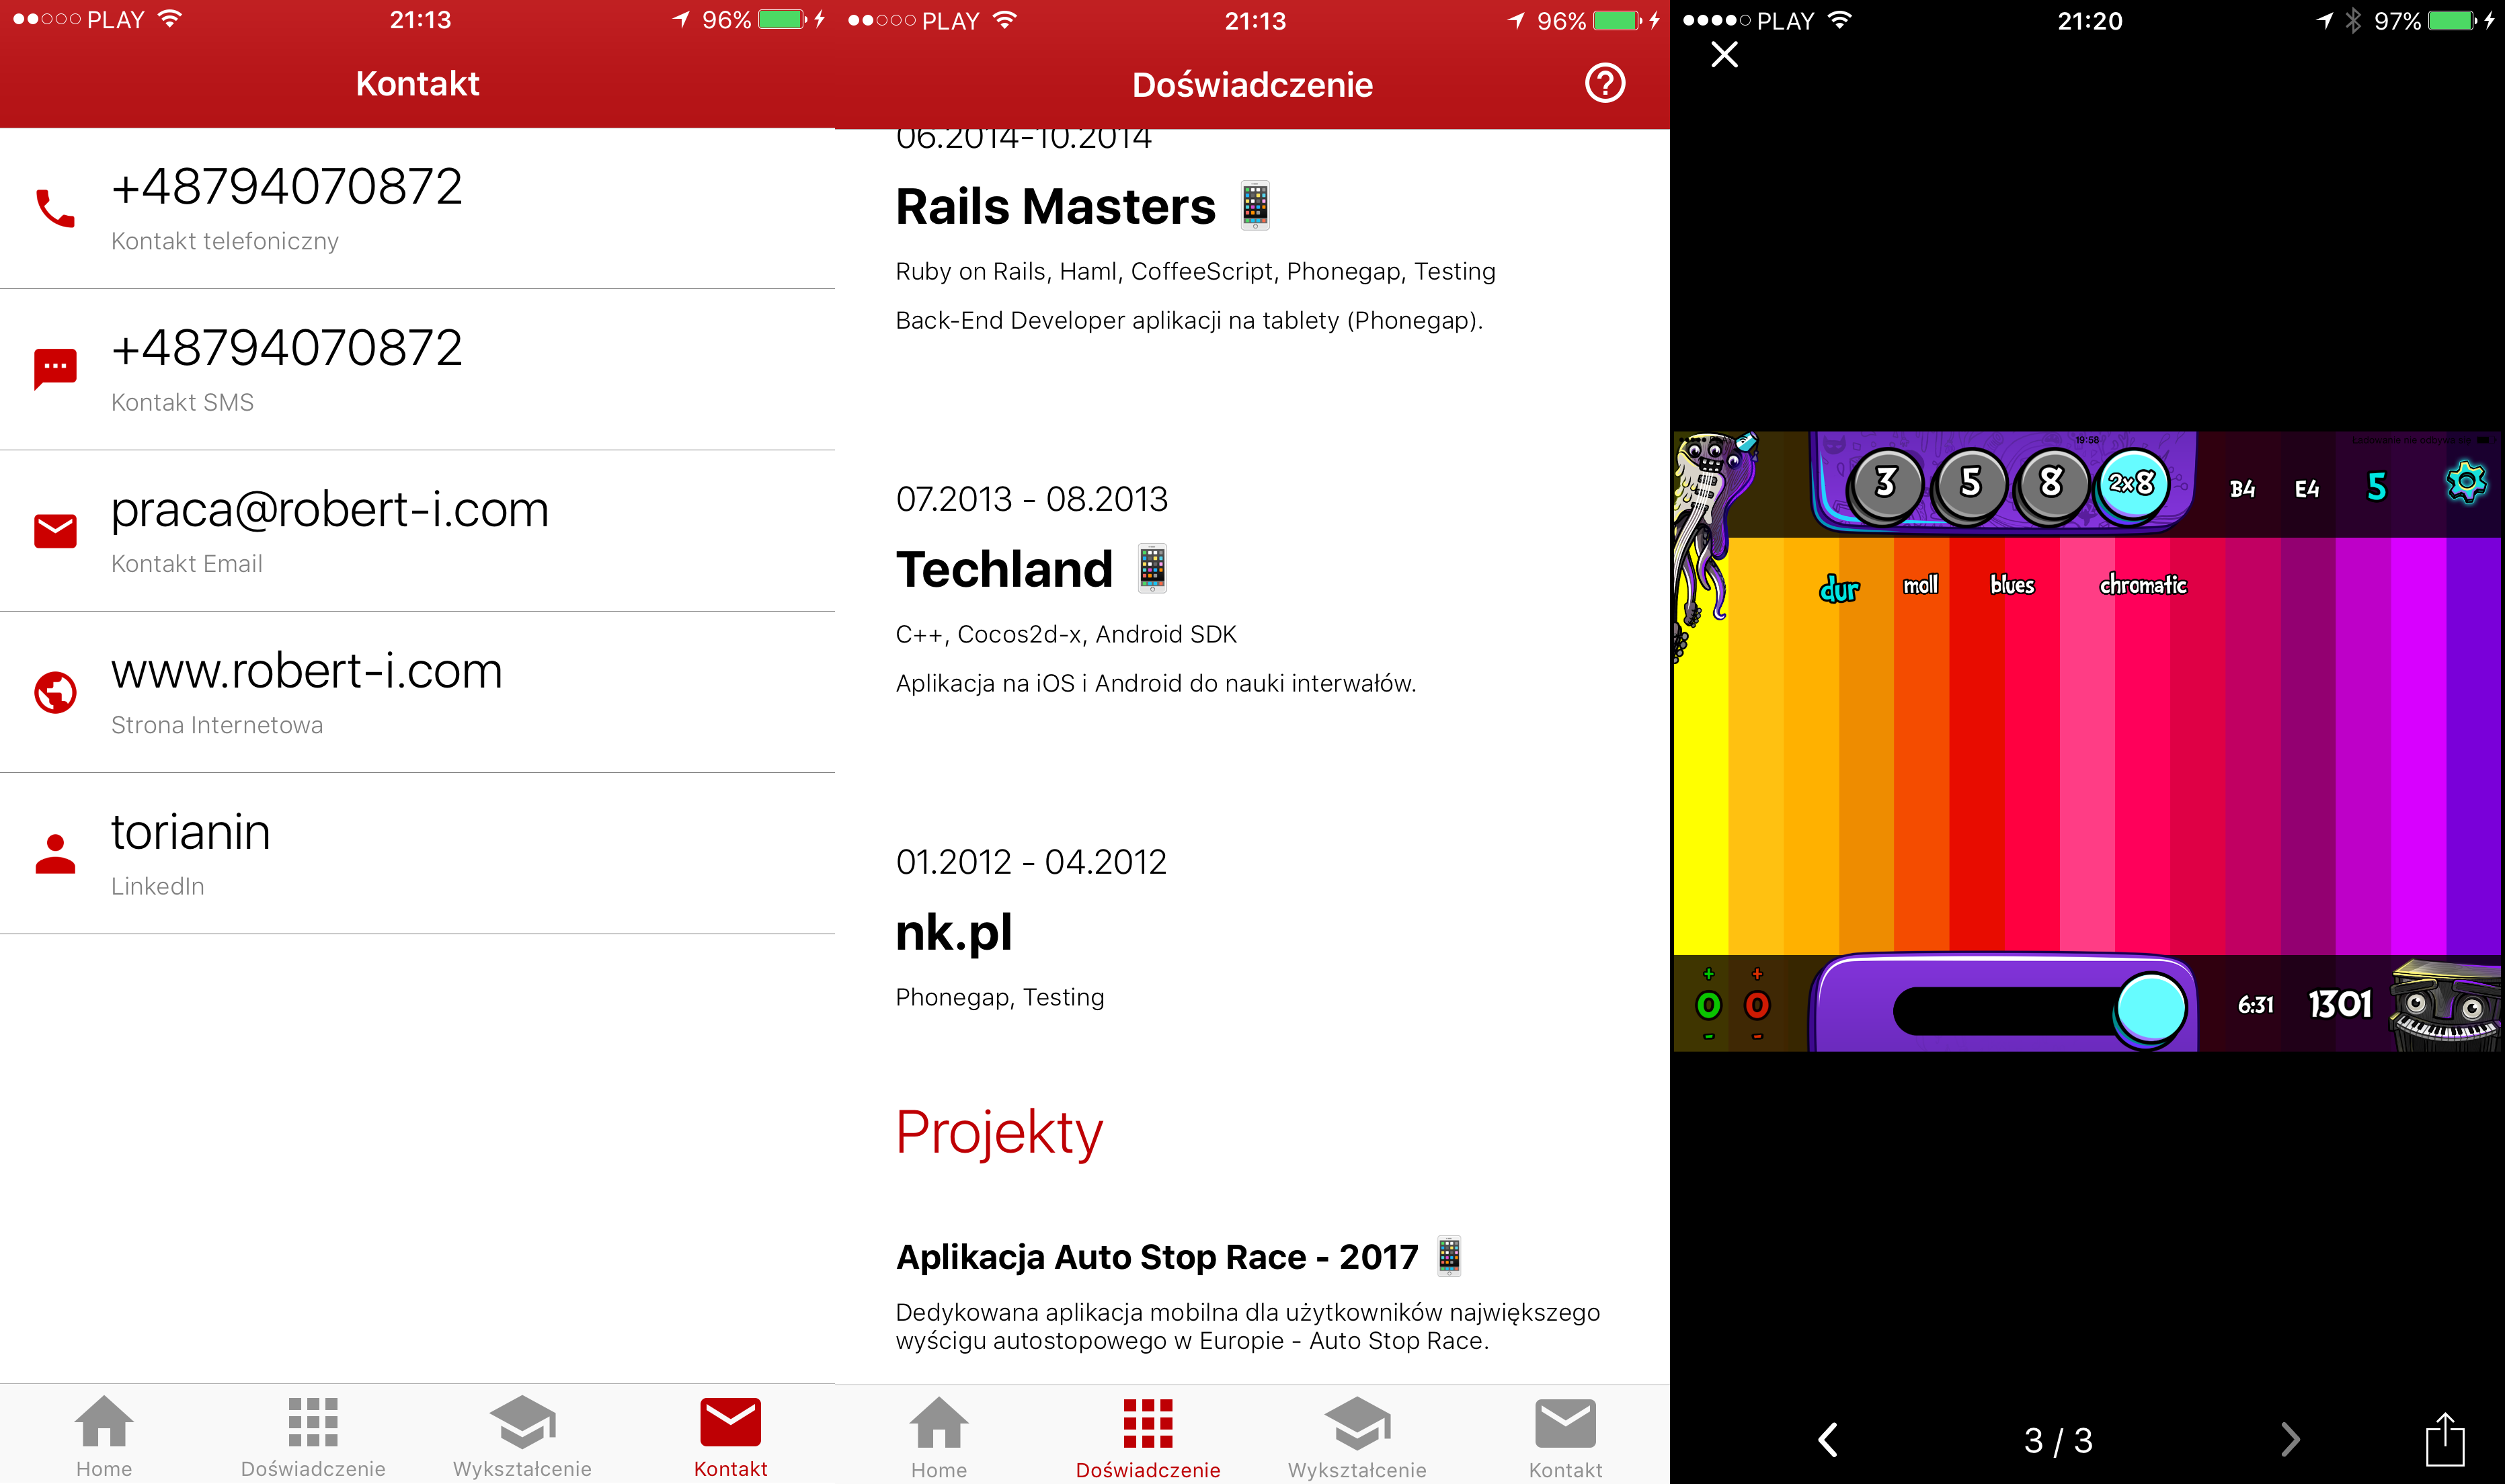 PLAY 21:13 96%
Kontakt
+48794070872
Kontakt telefoniczny
+48794070872
Kontakt SMS
praca@robert-i.com
Kontakt Email
www.robert-i.com
Strona Internetowa
torianin
LinkedIn
Home Doświadczenie Wykształcenie Kontakt
PLAY 21:13 96%
Doświadczenie
06.2014-10.2014
Rails Masters
Ruby on Rails, Haml, CoffeeScript, Phonegap, Testing
Back-End Developer aplikacji na tablety (Phonegap).
07.2013 - 08.2013
Techland
C++, Cocos2d-x, Android SDK
Aplikacja na iOS i Android do nauki interwałów.
01.2012 - 04.2012
nk.pl
Phonegap, Testing
Projekty
Aplikacja Auto Stop Race - 2017
Dedykowana aplikacja mobilna dla użytkowników największego
wyścigu autostopowego w Europie - Auto Stop Race.
Home Doświadczenie Wykształcenie Kontakt
PLAY 21:20 97%
19:58
3 5 8 2x8 B4 E4 5
dur moll blues chromatic
+ +
0 0 6:31 1301
- -
3 / 3